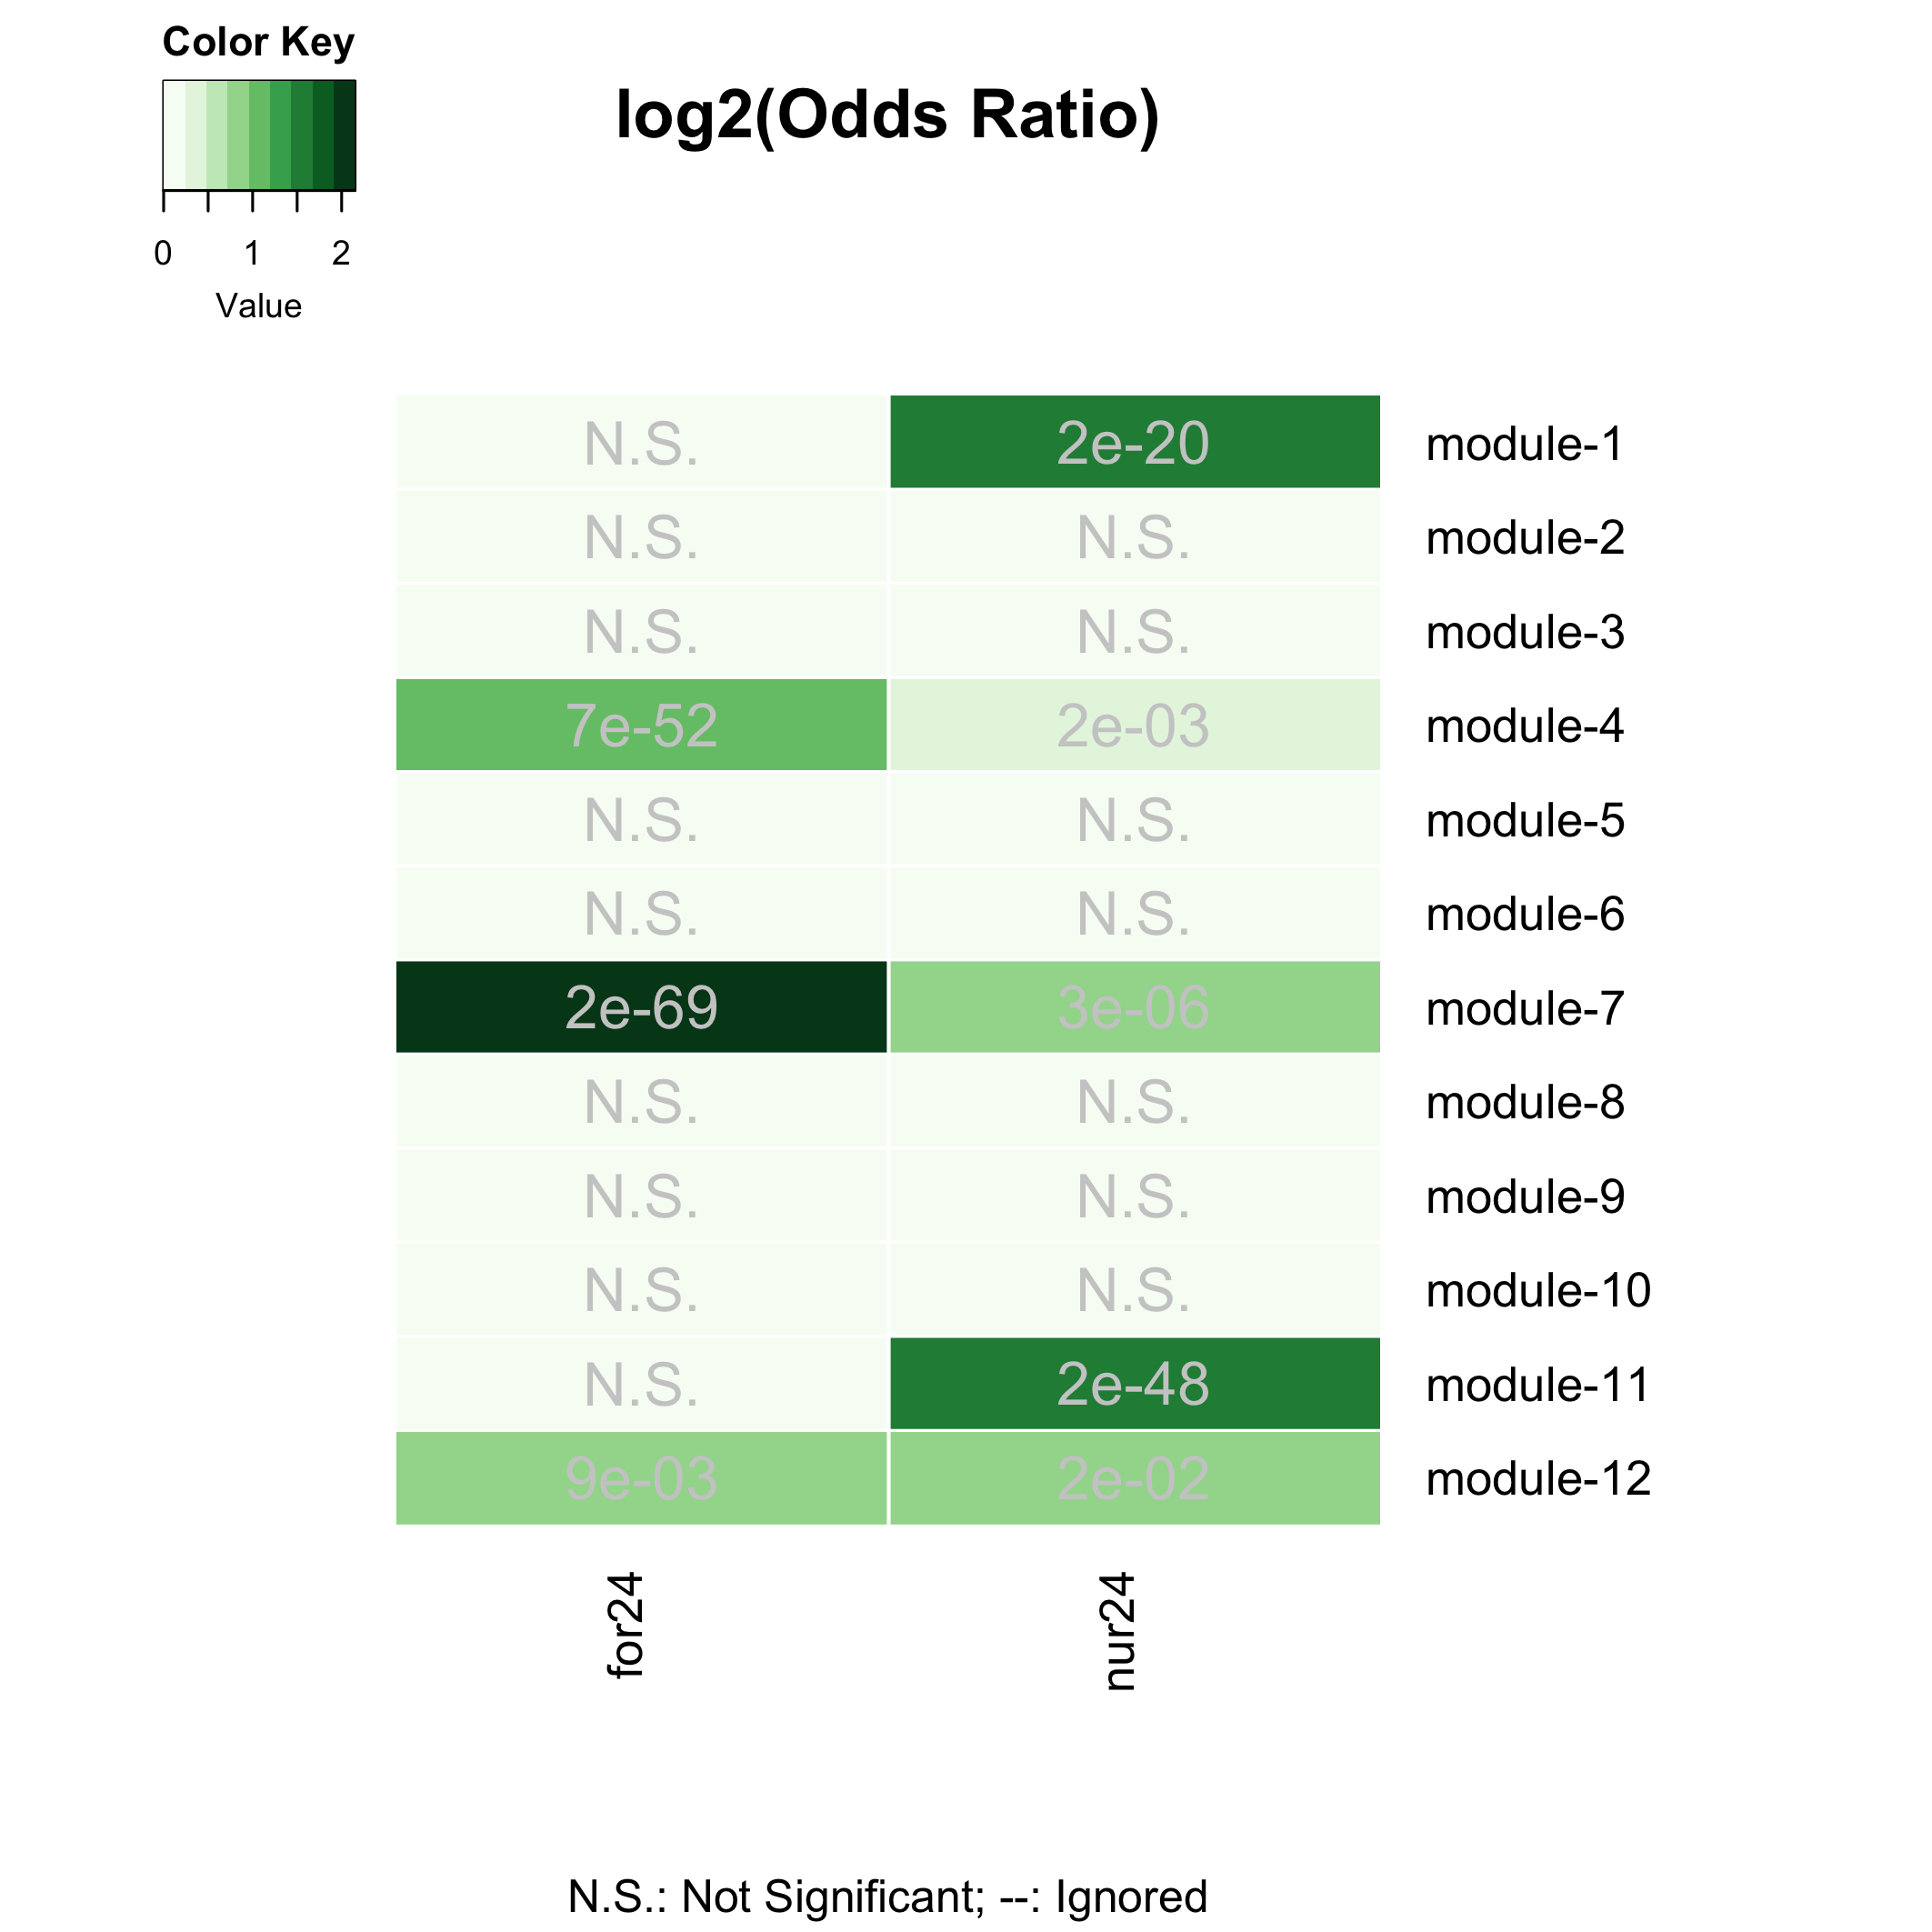 Color Key
log2(Odds Ratio)
0 1 2
Value
N.S. 2e-20 module-1
N.S. N.S. module-2
N.S. N.S. module-3
7e-52 2e-03 module-4
N.S. N.S. module-5
N.S. N.S. module-6
2e-69 3e-06 module-7
N.S. N.S. module-8
N.S. N.S. module-9
N.S. N.S. module-10
N.S. 2e-48 module-11
9e-03 2e-02 module-12
for24 nur24
N.S.: Not Significant; --: Ignored